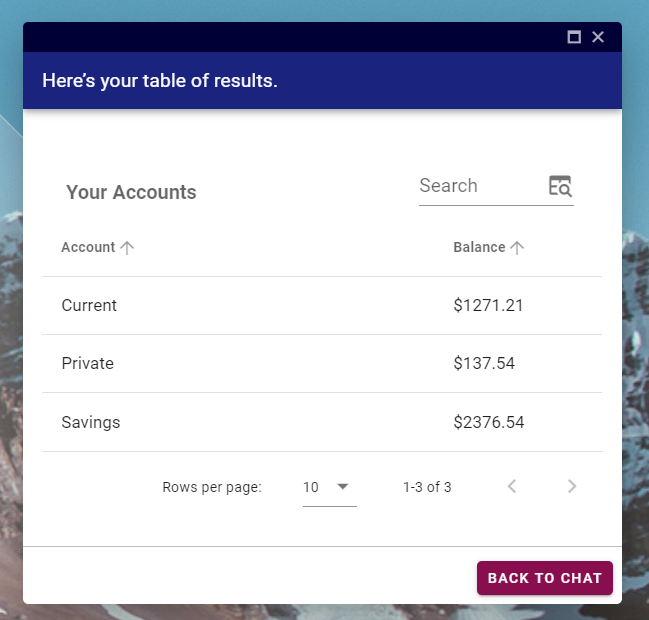 Here’s your table of results.
Your Accounts
Search
Account Balance
Current $1271.21
Private $137.54
Savings $2376.54
Rows per page: 10 1-3 of 3
BACK TO CHAT